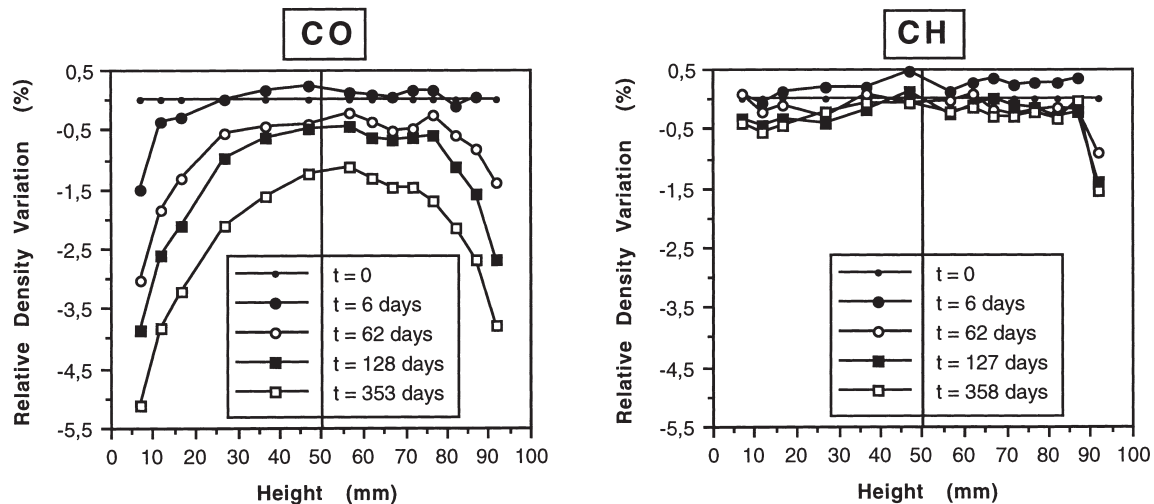 CO
Relative Density Variation (%)
0,5
-0,5
-1,5
-2,5
-3,5
-4,5
-5,5
t = 0
t = 6 days
t = 62 days
t = 128 days
t = 353 days
0 10 20 30 40 50 60 70 80 90 100
Height (mm)
CH
Relative Density Variation (%)
0,5
-0,5
-1,5
-2,5
-3,5
-4,5
-5,5
t = 0
t = 6 days
t = 62 days
t = 127 days
t = 358 days
0 10 20 30 40 50 60 70 80 90 100
Height (mm)